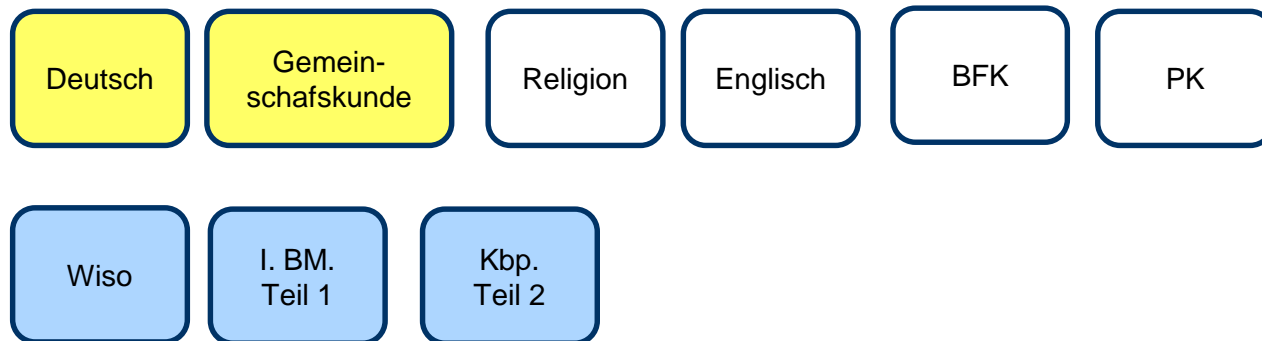 Deutsch
Gemein-
schafskunde
Religion
Englisch
BFK
PK
Wiso
I. BM.
Teil 1
Kbp.
Teil 2